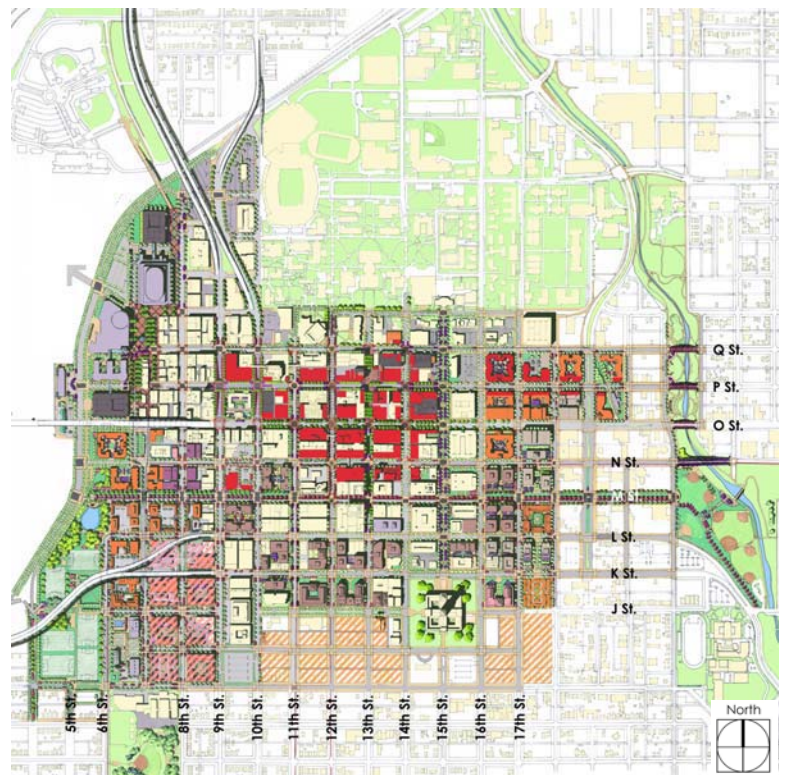 Q St.
P St.
O St.
N St.
M St.
L St.
K St.
J St.
5th St.
6th St.
8th St.
9th St.
10th St.
11th St.
12th St.
13th St.
14th St.
15th St.
16th St.
17th St.
North